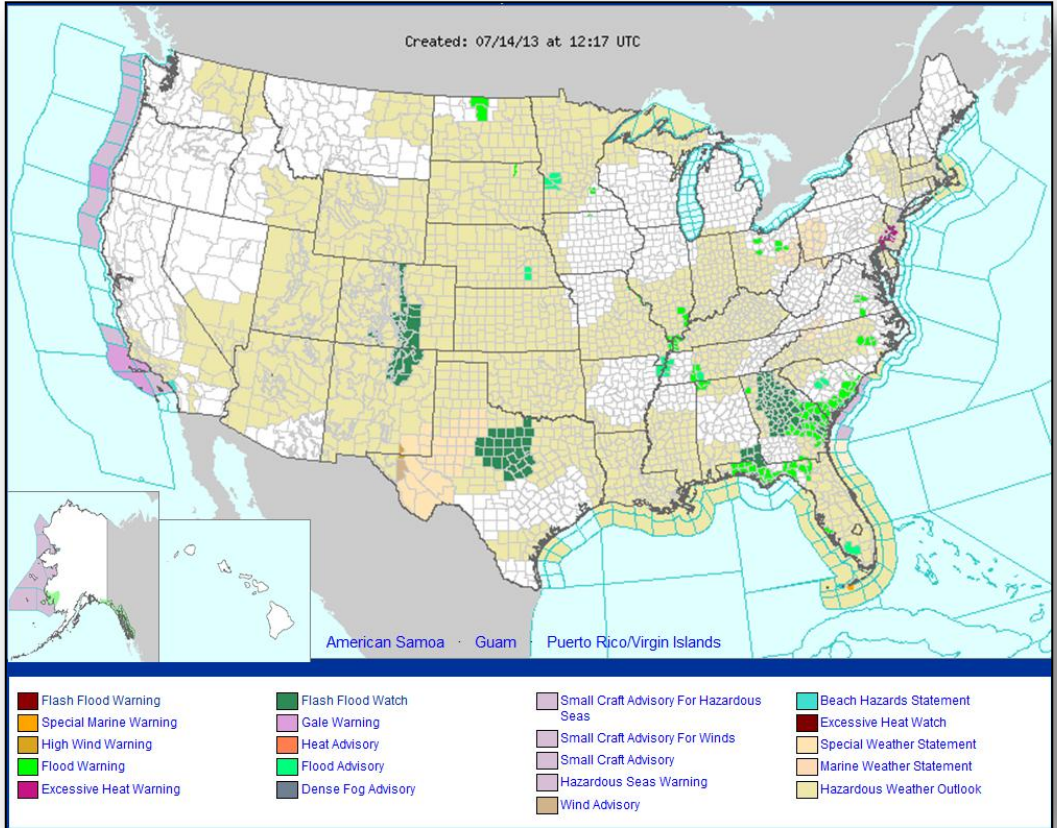 Created: 07/14/13 at 12:17 UTC
American Samoa · Guam · Puerto Rico/Virgin Islands
Flash Flood Warning
Special Marine Warning
High Wind Warning
Flood Warning
Excessive Heat Warning
Flash Flood Watch
Gale Warning
Heat Advisory
Flood Advisory
Dense Fog Advisory
Small Craft Advisory For Hazardous
Seas
Small Craft Advisory For Winds
Small Craft Advisory
Hazardous Seas Warning
Wind Advisory
Beach Hazards Statement
Excessive Heat Watch
Special Weather Statement
Marine Weather Statement
Hazardous Weather Outlook